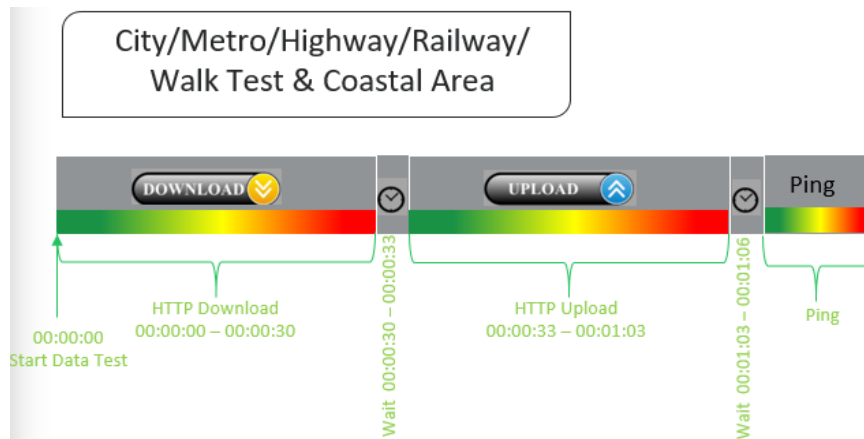 City/Metro/Highway/Railway/
Walk Test & Coastal Area
DOWNLOAD
UPLOAD
Ping
HTTP Download
00:00:00 – 00:00:30
00:00:00
Start Data Test
Wait 00:00:30 – 00:00:33
HTTP Upload
00:00:33 – 00:01:03
Wait 00:01:03 – 00:01:06
Ping